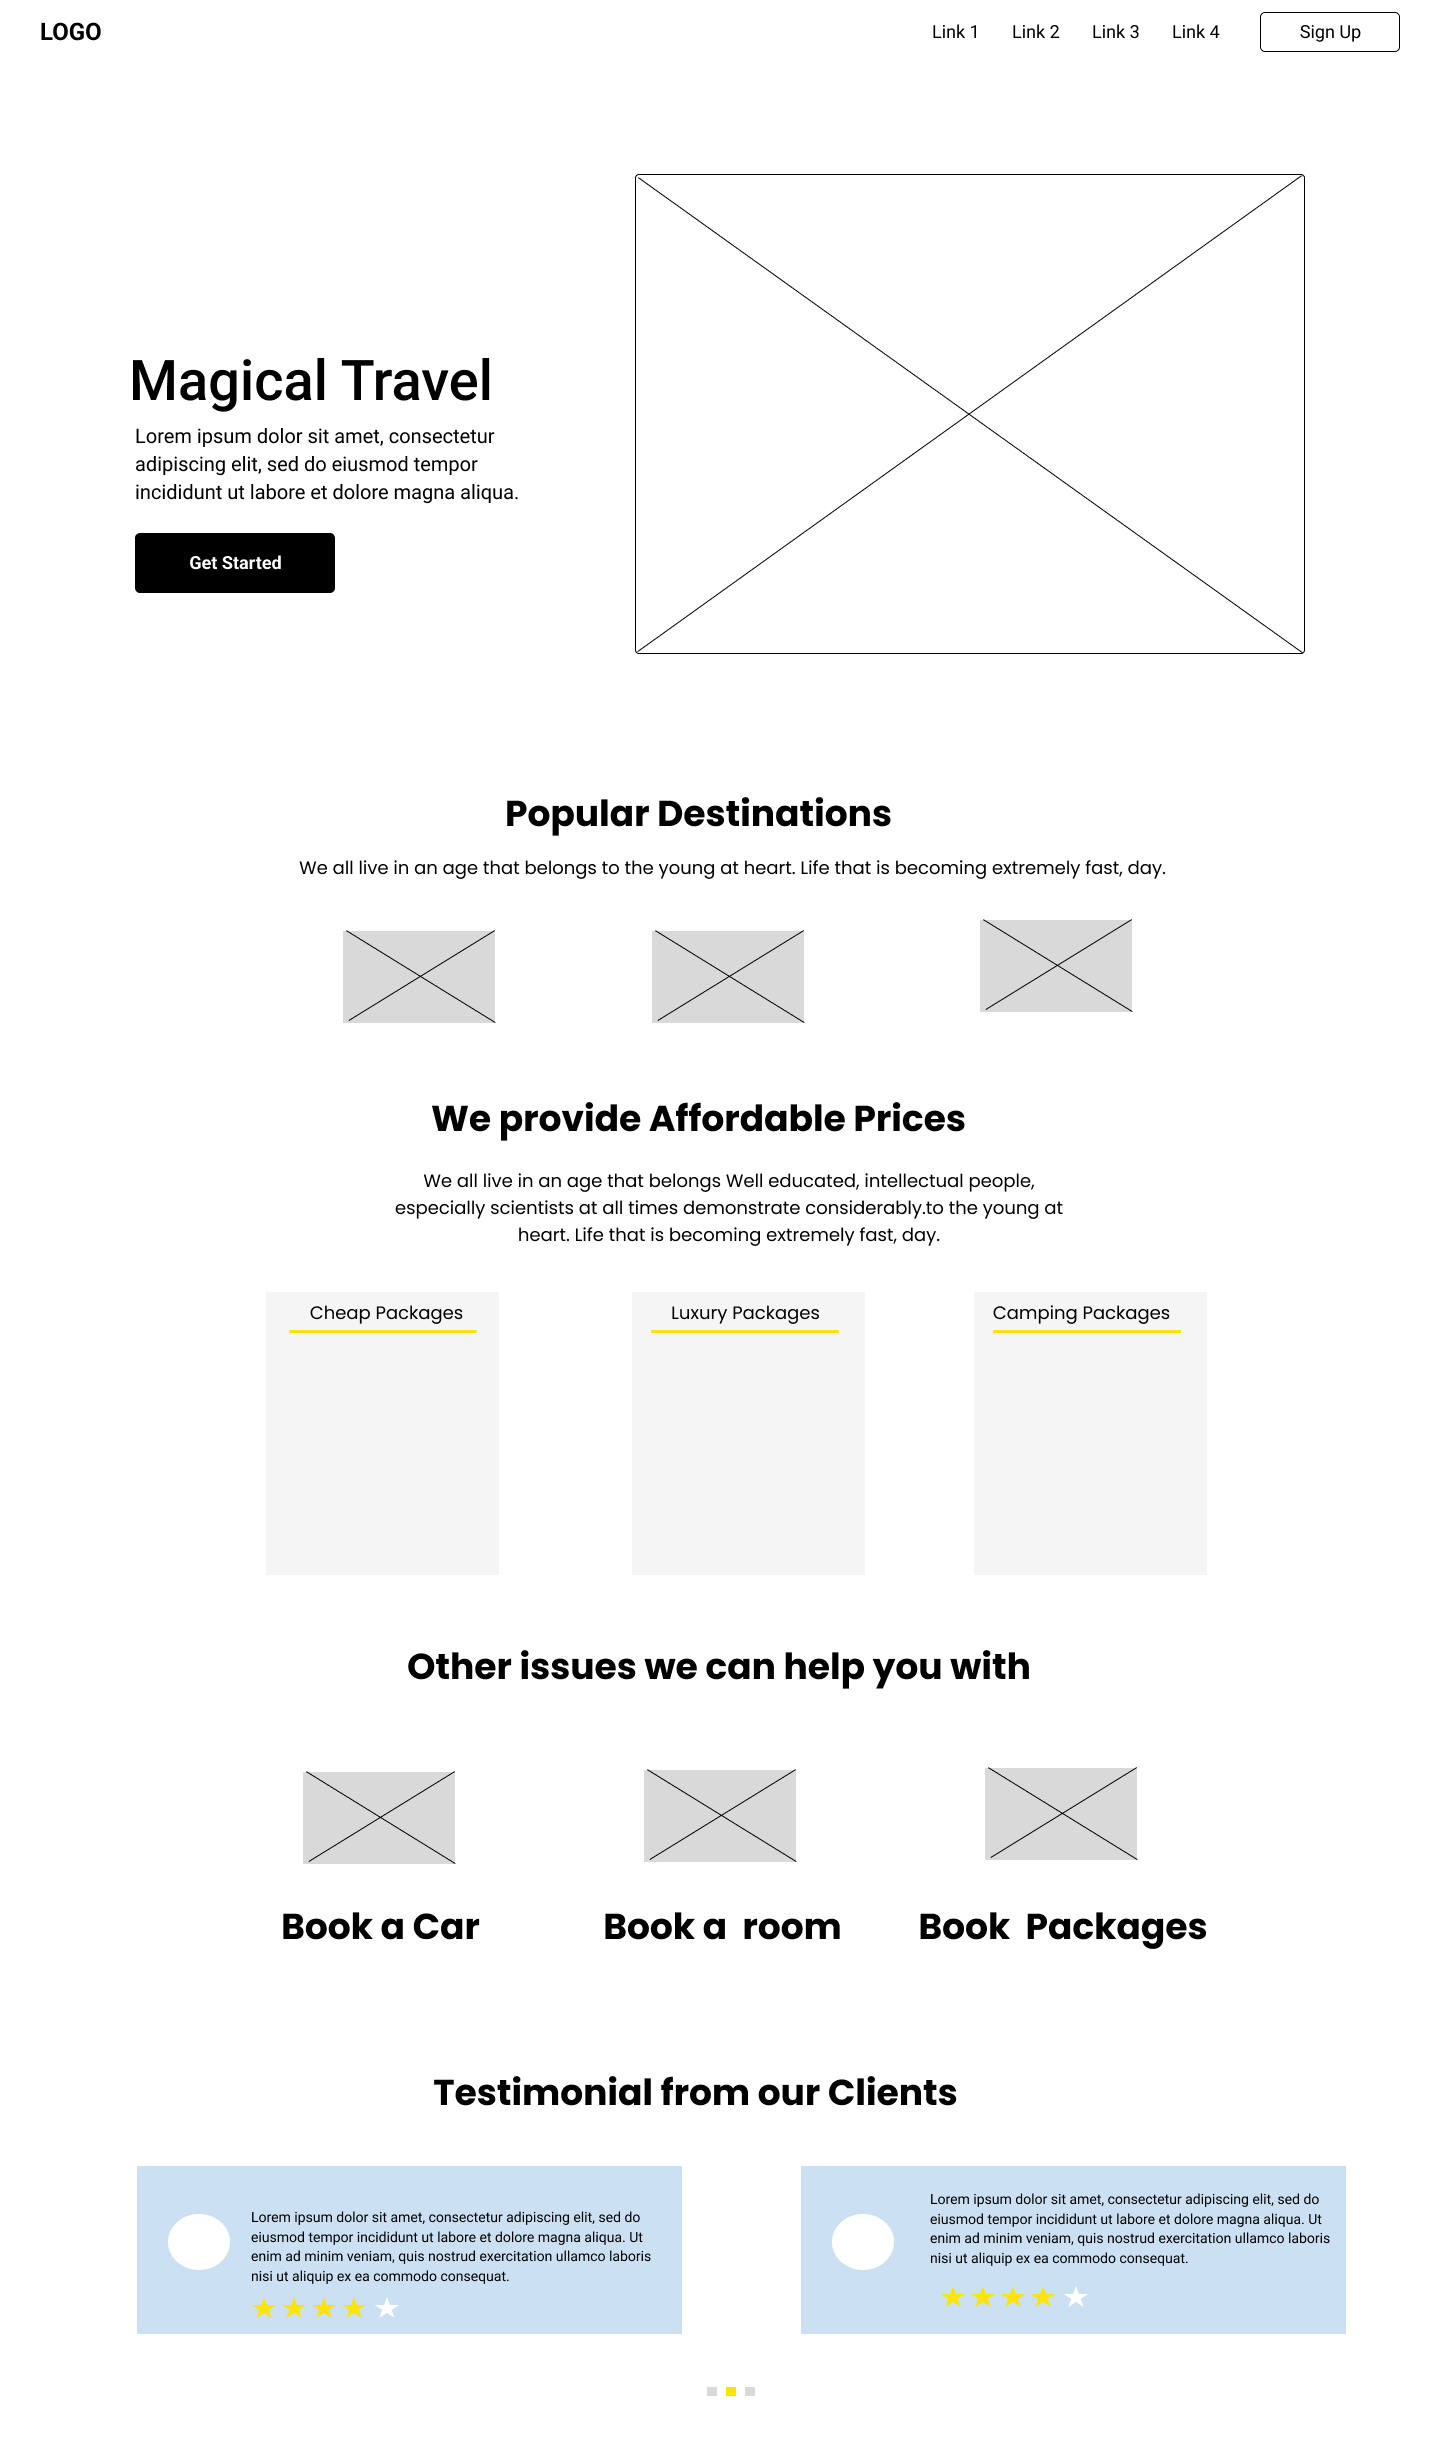 LOGO
Link 1
Link 2
Link 3
Link 4
Sign Up
Magical Travel
Lorem ipsum dolor sit amet, consectetur
adipiscing elit, sed do eiusmod tempor
incididunt ut labore et dolore magna aliqua.
Get Started
Popular Destinations
We all live in an age that belongs to the young at heart. Life that is becoming extremely fast, day.
We provide Affordable Prices
We all live in an age that belongs Well educated, intellectual people,
especially scientists at all times demonstrate considerably.to the young at
heart. Life that is becoming extremely fast, day.
Cheap Packages
Luxury Packages
Camping Packages
Other issues we can help you with
Book a Car
Book a  room
Book  Packages
Testimonial from our Clients
Lorem ipsum dolor sit amet, consectetur adipiscing elit, sed do
eiusmod tempor incididunt ut labore et dolore magna aliqua. Ut
enim ad minim veniam, quis nostrud exercitation ullamco laboris
nisi ut aliquip ex ea commodo consequat.
Lorem ipsum dolor sit amet, consectetur adipiscing elit, sed do
eiusmod tempor incididunt ut labore et dolore magna aliqua. Ut
enim ad minim veniam, quis nostrud exercitation ullamco laboris
nisi ut aliquip ex ea commodo consequat.